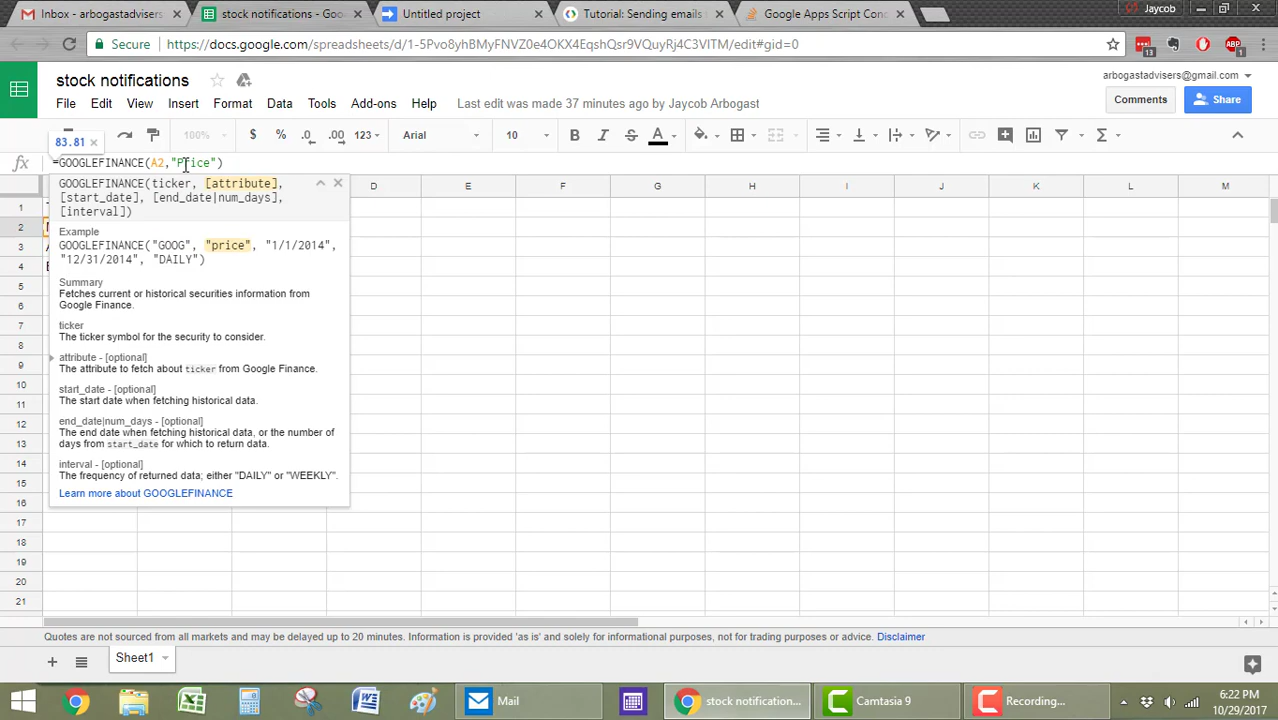 Inbox - arbogastadvisers
stock notifications - Goo
Untitled project
Tutorial: Sending emails
Google Apps Script Conc
Jaycob
Secure
https://docs.google.com/spreadsheets/d/1-5Pvo8yhBMyFNVZ0e4OKX4EqshQsr9VQuyRj4C3VITM/edit#gid=0
13
ABP
1
stock notifications
arbogastadvisers@gmail.com
File Edit View Insert Format Data Tools Add-ons Help Last edit was made 37 minutes ago by Jaycob Arbogast
Comments
Share
100% $ % .0 .00 123 Arial 10 B I S A
83.81 ×
fx =GOOGLEFINANCE(A2,"Price")
GOOGLEFINANCE(ticker, [attribute],
[start_date], [end_date|num_days],
[interval])
Example
GOOGLEFINANCE("GOOG", "price", "1/1/2014",
"12/31/2014", "DAILY")
Summary
Fetches current or historical securities information from
Google Finance.
ticker
The ticker symbol for the security to consider.
attribute - [optional]
The attribute to fetch about ticker from Google Finance.
start_date - [optional]
The start date when fetching historical data.
end_date|num_days - [optional]
The end date when fetching historical data, or the number of
days from start_date for which to return data.
interval - [optional]
The frequency of returned data; either "DAILY" or "WEEKLY".
Learn more about GOOGLEFINANCE
D E F G H I J K L M
1
2
3
4
5
6
7
8
9
10
11
12
13
14
15
16
17
18
19
20
21
Quotes are not sourced from all markets and may be delayed up to 20 minutes. Information is provided 'as is' and solely for informational purposes, not for trading purposes or advice. Disclaimer
Sheet1
Mail
stock notification...
Camtasia 9
Recording...
6:22 PM
10/29/2017